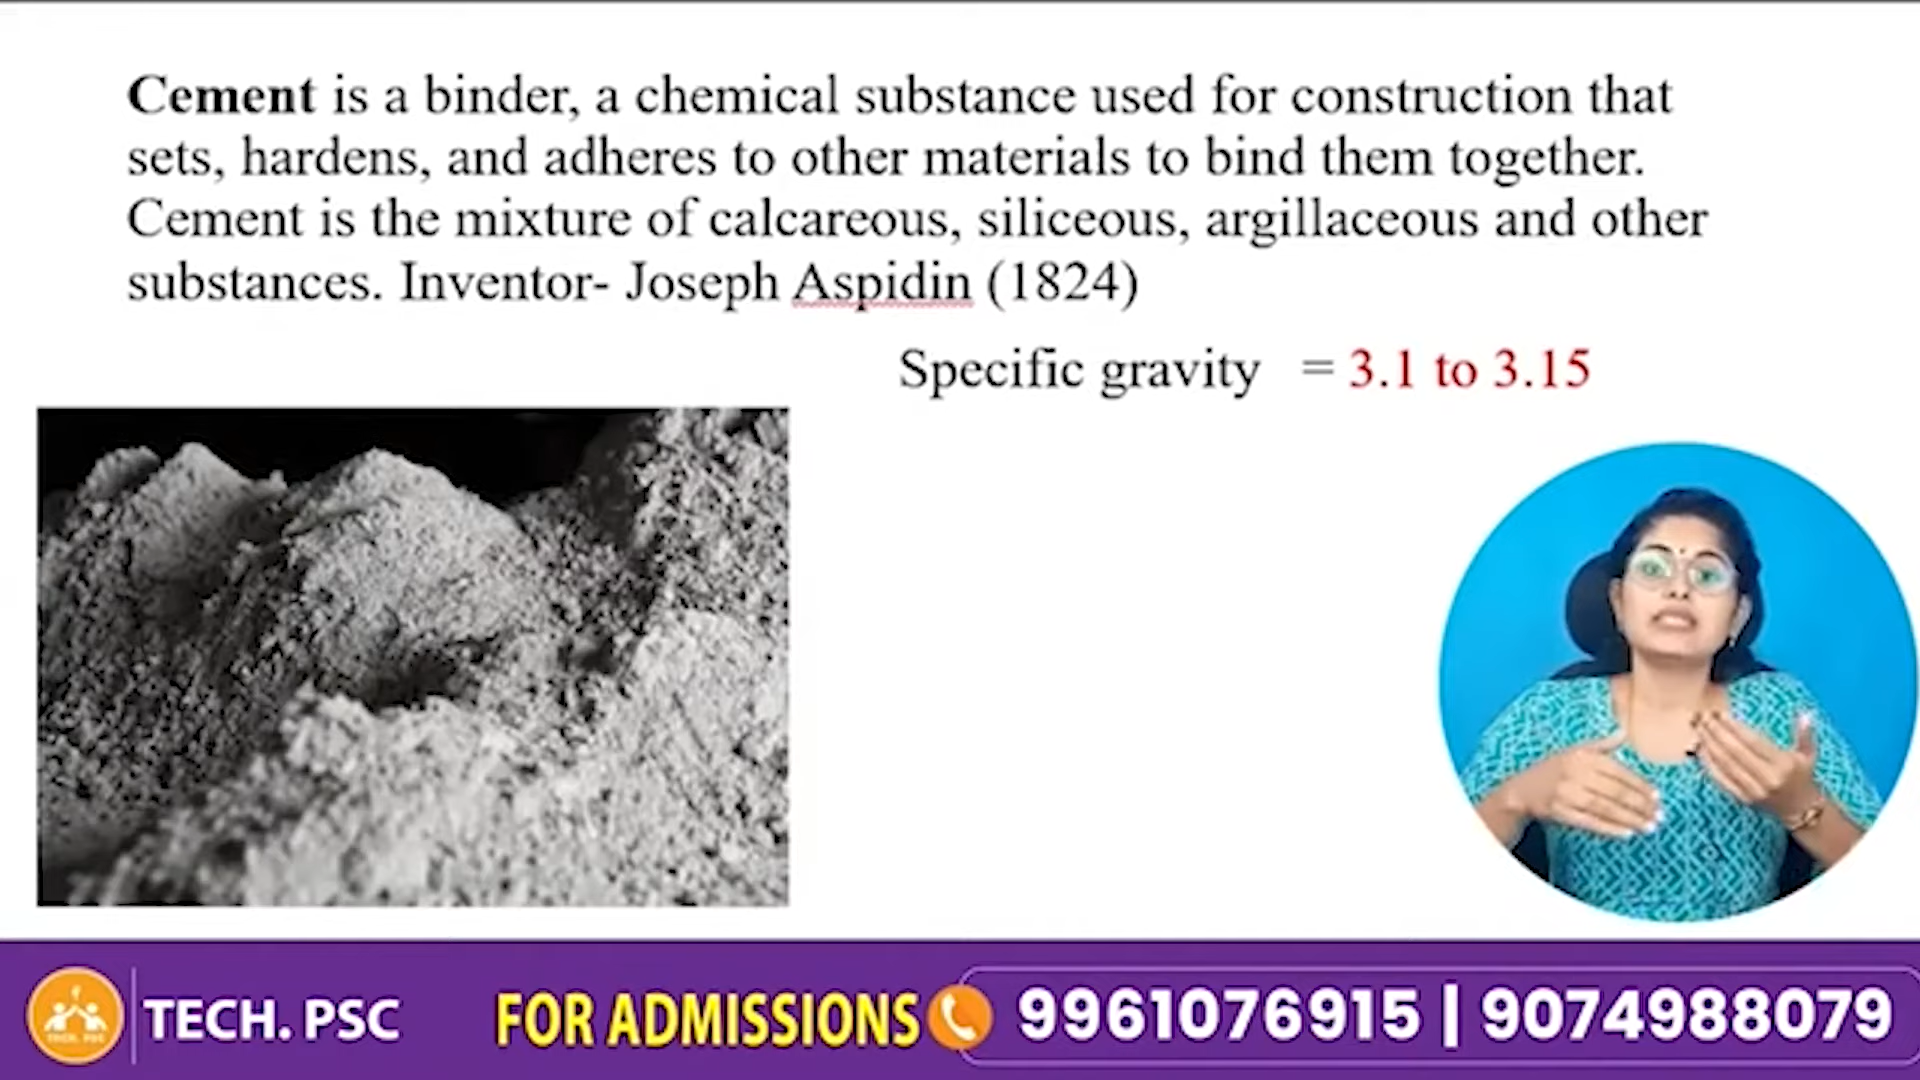 Cement is a binder, a chemical substance used for construction that
sets, hardens, and adheres to other materials to bind them together.
Cement is the mixture of calcareous, siliceous, argillaceous and other
substances. Inventor- Joseph Aspidin (1824)
Specific gravity = 3.1 to 3.15
TECH. PSC
TECH. PSC FOR ADMISSIONS 9961076915 | 9074988079